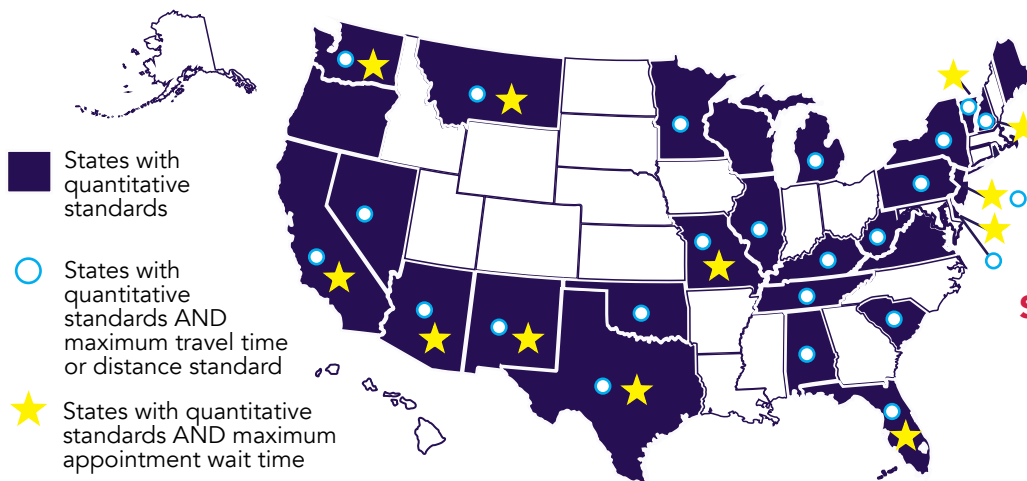 States with
quantitative
standards
States with
quantitative
standards AND
maximum travel time
or distance standard
States with quantitative
standards AND maximum
appointment wait time
S